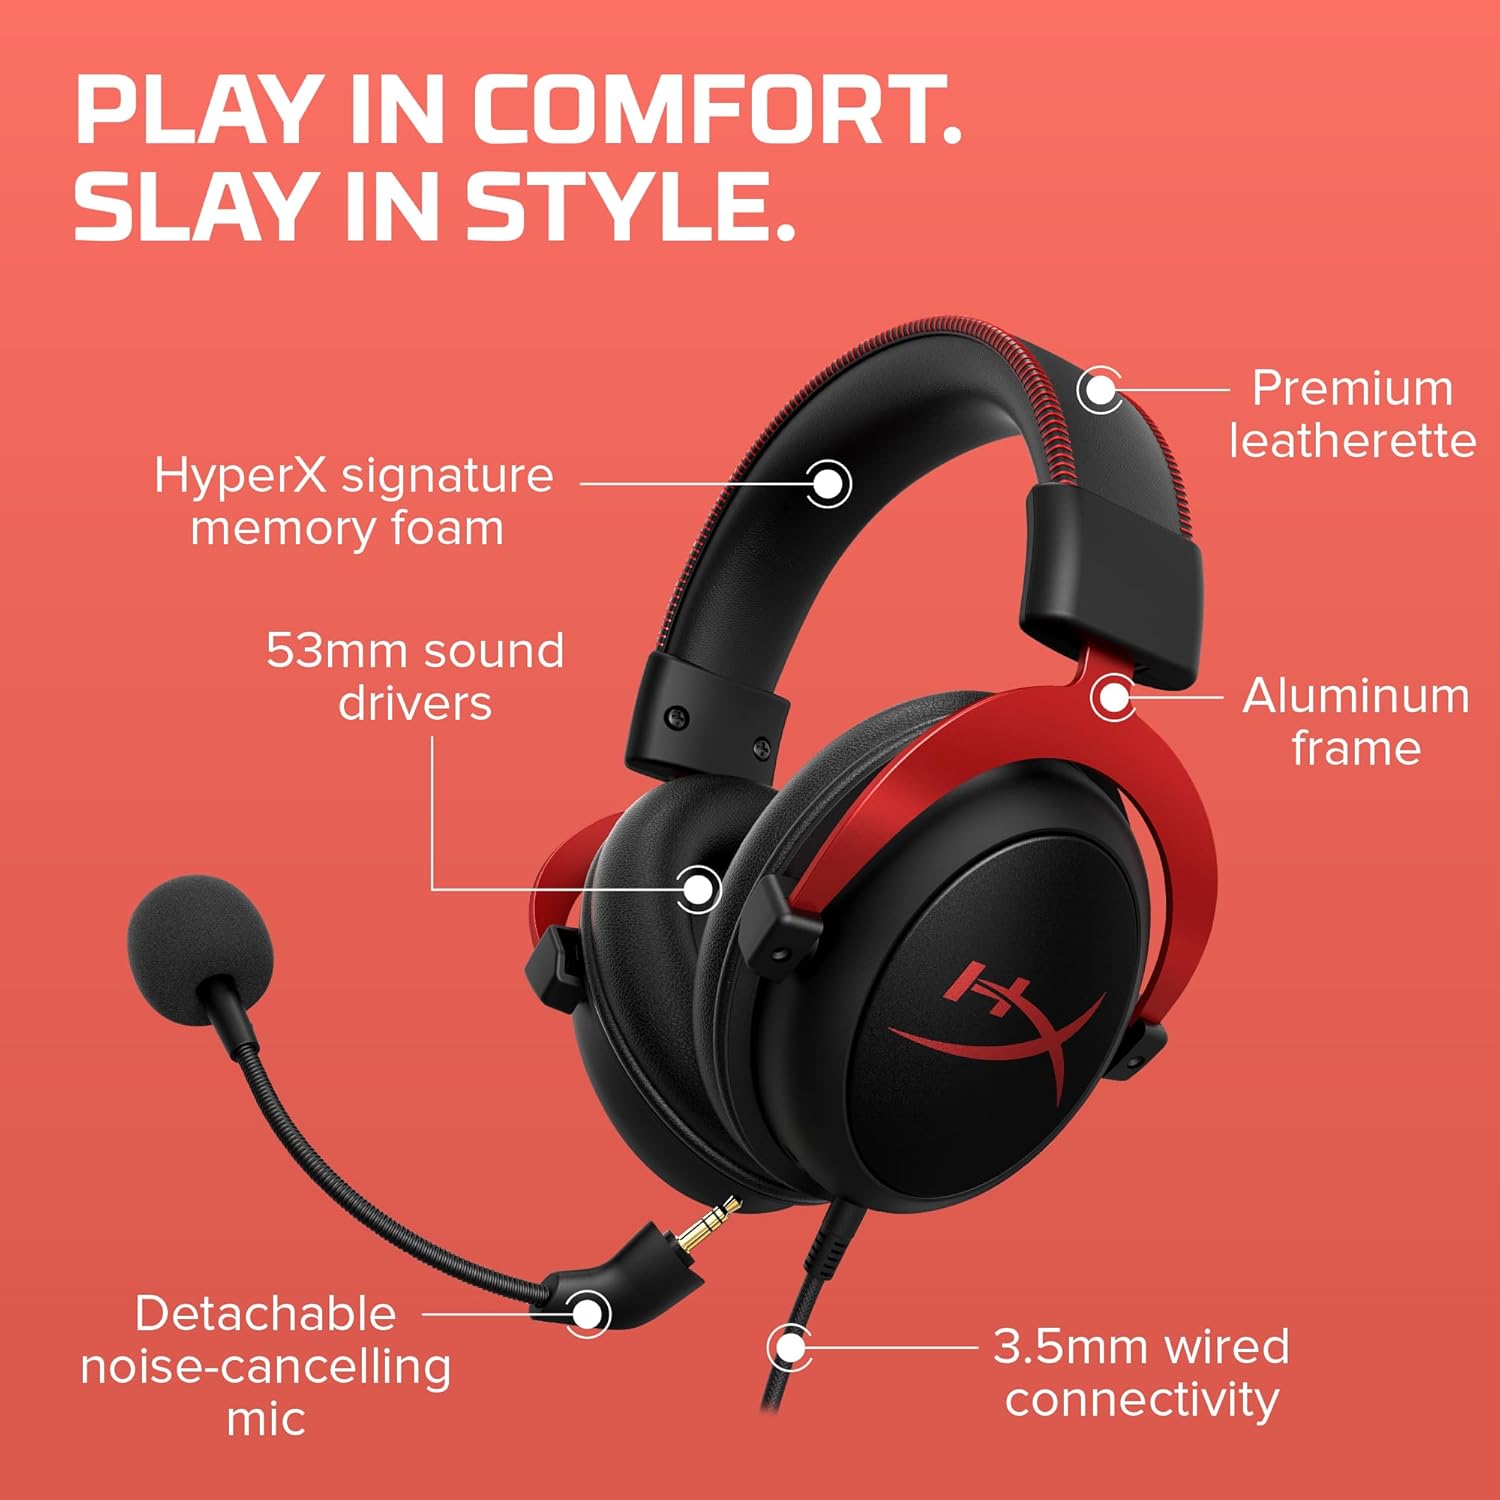 PLAY IN COMFORT.
SLAY IN STYLE.
Premium
leatherette
HyperX signature
memory foam
53mm sound
drivers
Aluminum
frame
HX
Detachable
noise-cancelling
mic
3.5mm wired
connectivity